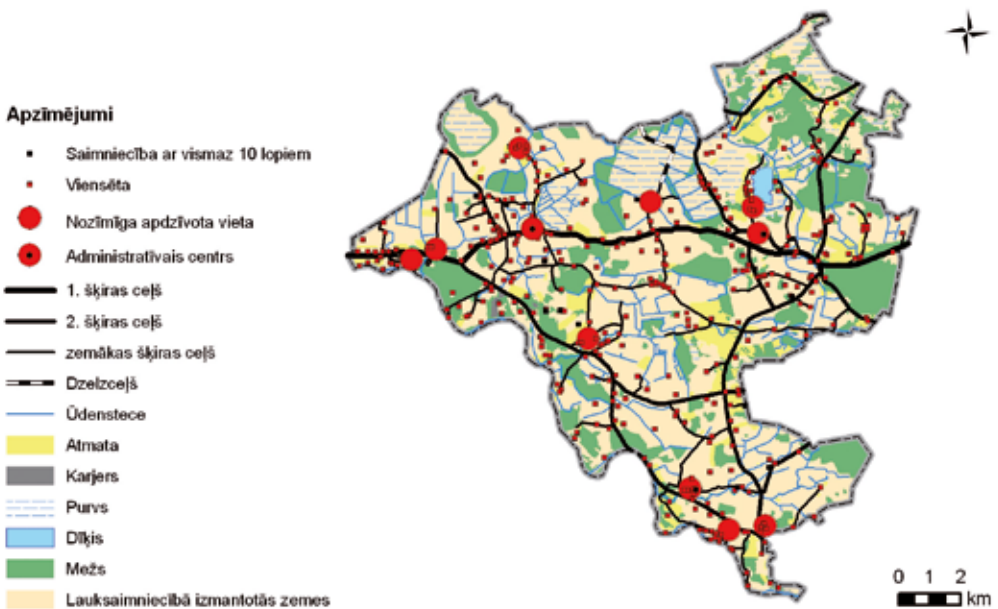 Apzīmējumi
Saimniecība ar vismaz 10 lopiem
Viensēta
Nozīmīga apdzīvota vieta
Administratīvais centrs
1. šķiras ceļš
2. šķiras ceļš
zemākas šķiras ceļš
Dzelzceļš
Ūdenstece
Atmata
Karjers
Purvs
Dīķis
Mežs
Lauksaimniecībā izmantotās zemes
0 1 2
km